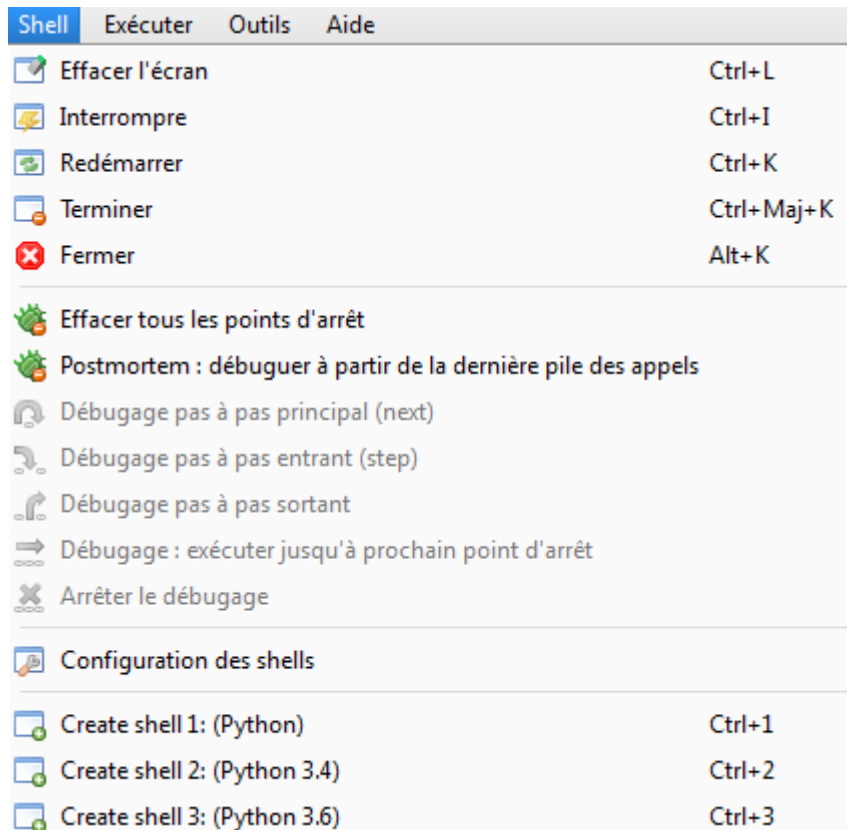 Shell Exécuter Outils Aide
Effacer l'écran Ctrl+L
Interrompre Ctrl+I
Redémarrer Ctrl+K
Terminer Ctrl+Maj+K
Fermer Alt+K
Effacer tous les points d'arrêt
Postmortem : débuguer à partir de la dernière pile des appels
Débugage pas à pas principal (next)
Débugage pas à pas entrant (step)
Débugage pas à pas sortant
Débugage : exécuter jusqu'à prochain point d'arrêt
Arrêter le débugage
Configuration des shells
Create shell 1: (Python) Ctrl+1
Create shell 2: (Python 3.4) Ctrl+2
Create shell 3: (Python 3.6) Ctrl+3